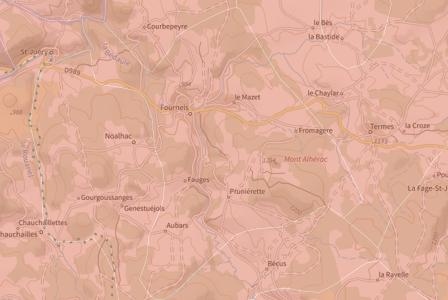 Courbepeyre
le Bès
la Bastide
St-Juéry
D989
le Chaylar
le Mazet
Fournels
Fromagère
Termes
la Croze
Noalhac
Mont Alhérac
Fauges
Prunièrette
La Fage-St-J
Gourgoussanges
Genestuéjols
Chauchaillettes
hauchailles
Aubars
Bécus
la Ravelle